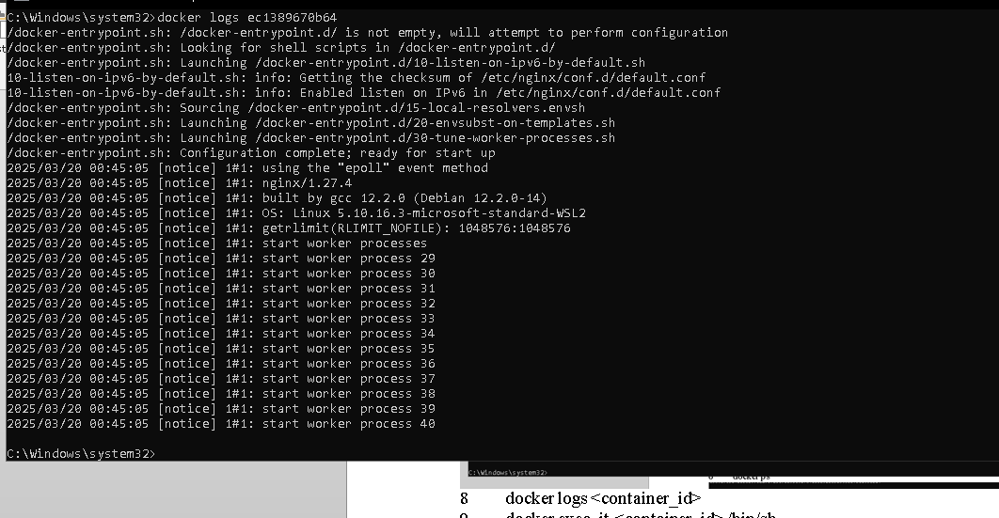 C:\Windows\system32>docker logs ec1389670b64
/docker-entrypoint.sh: /docker-entrypoint.d/ is not empty, will attempt to perform configuration
/docker-entrypoint.sh: Looking for shell scripts in /docker-entrypoint.d/
/docker-entrypoint.sh: Launching /docker-entrypoint.d/10-listen-on-ipv6-by-default.sh
10-listen-on-ipv6-by-default.sh: info: Getting the checksum of /etc/nginx/conf.d/default.conf
10-listen-on-ipv6-by-default.sh: info: Enabled listen on IPv6 in /etc/nginx/conf.d/default.conf
/docker-entrypoint.sh: Sourcing /docker-entrypoint.d/15-local-resolvers.envsh
/docker-entrypoint.sh: Launching /docker-entrypoint.d/20-envsubst-on-templates.sh
/docker-entrypoint.sh: Launching /docker-entrypoint.d/30-tune-worker-processes.sh
/docker-entrypoint.sh: Configuration complete; ready for start up
2025/03/20 00:45:05 [notice] 1#1: using the "epoll" event method
2025/03/20 00:45:05 [notice] 1#1: nginx/1.27.4
2025/03/20 00:45:05 [notice] 1#1: built by gcc 12.2.0 (Debian 12.2.0-14)
2025/03/20 00:45:05 [notice] 1#1: OS: Linux 5.10.16.3-microsoft-standard-WSL2
2025/03/20 00:45:05 [notice] 1#1: getrlimit(RLIMIT_NOFILE): 1048576:1048576
2025/03/20 00:45:05 [notice] 1#1: start worker processes
2025/03/20 00:45:05 [notice] 1#1: start worker process 29
2025/03/20 00:45:05 [notice] 1#1: start worker process 30
2025/03/20 00:45:05 [notice] 1#1: start worker process 31
2025/03/20 00:45:05 [notice] 1#1: start worker process 32
2025/03/20 00:45:05 [notice] 1#1: start worker process 33
2025/03/20 00:45:05 [notice] 1#1: start worker process 34
2025/03/20 00:45:05 [notice] 1#1: start worker process 35
2025/03/20 00:45:05 [notice] 1#1: start worker process 36
2025/03/20 00:45:05 [notice] 1#1: start worker process 37
2025/03/20 00:45:05 [notice] 1#1: start worker process 38
2025/03/20 00:45:05 [notice] 1#1: start worker process 39
2025/03/20 00:45:05 [notice] 1#1: start worker process 40
C:\Windows\system32>
C:\Windows\system32>
docker ps
8 docker logs <container_id>
9 docker exec -it <container_id> /bin/sh